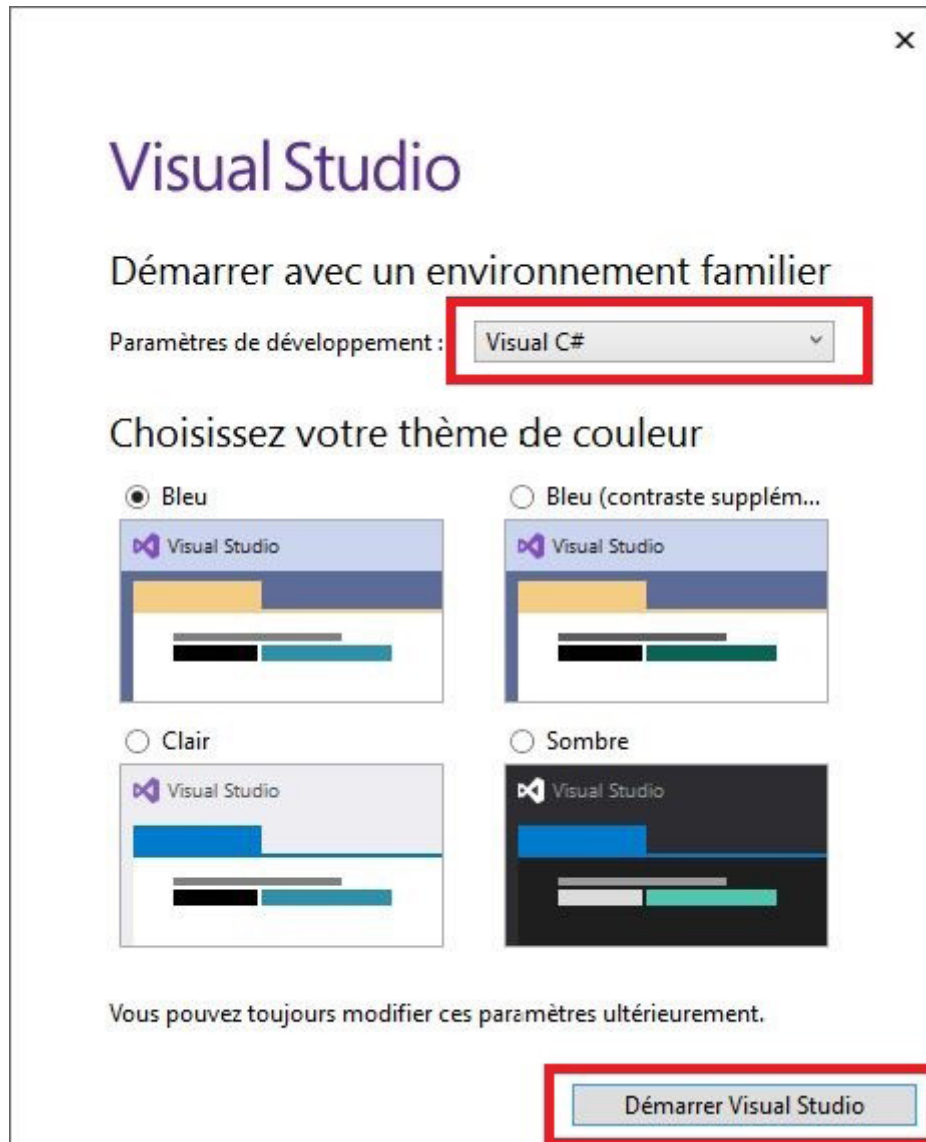 Visual Studio
Démarrer avec un environnement familier
Paramètres de développement : Visual C#
Choisissez votre thème de couleur
Bleu
Bleu (contraste supplém...
Visual Studio
Visual Studio
Clair
Sombre
Visual Studio
Visual Studio
Vous pouvez toujours modifier ces paramètres ultérieurement.
Démarrer Visual Studio